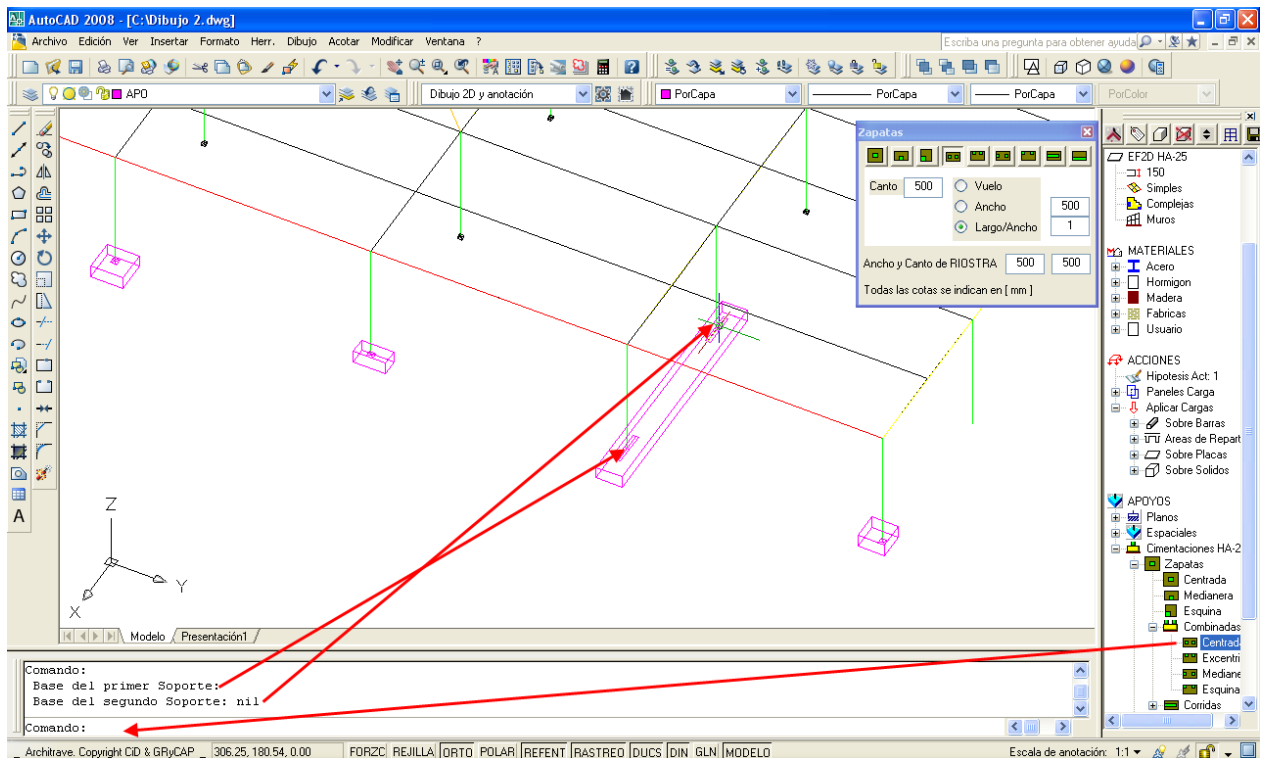 AutoCAD 2008 - [C:\Dibujo 2.dwg]
Archivo Edición Ver Insertar Formato Herr. Dibujo Acotar Modificar Ventana ?
Escriba una pregunta para obtener ayuda
APO
Dibujo 2D y anotación
PorCapa
PorCapa
PorCapa
PorColor
Zapatas
Canto 500
Vuelo
Ancho 500
Largo/Ancho 1
Ancho y Canto de RIOSTRA 500 500
Todas las cotas se indican en [ mm ]
EF2D HA-25
150
Simples
Complejas
Muros
MATERIALES
Acero
Hormigon
Madera
Fabricas
Usuario
ACCIONES
Hipotesis Act: 1
Paneles Carga
Aplicar Cargas
Sobre Barras
Areas de Repart
Sobre Placas
Sobre Solidos
APOYOS
Planos
Espaciales
Cimentaciones HA-2
Zapatas
Centrada
Medianera
Esquina
Combinadas
Centrad
Excentri
Mediane
Esquina
Corridas
Z
Y
X
Modelo Presentación1
Comando:
Base del primer Soporte:
Base del segundo Soporte: nil
Comando:
_ Architrave. Copyright CiD & GRyCAP _ 306.25, 180.54, 0.00 FORZC REJILLA ORTO POLAR REFENT RASTREO DUCS DIN GLN MODELO Escala de anotación: 1:1